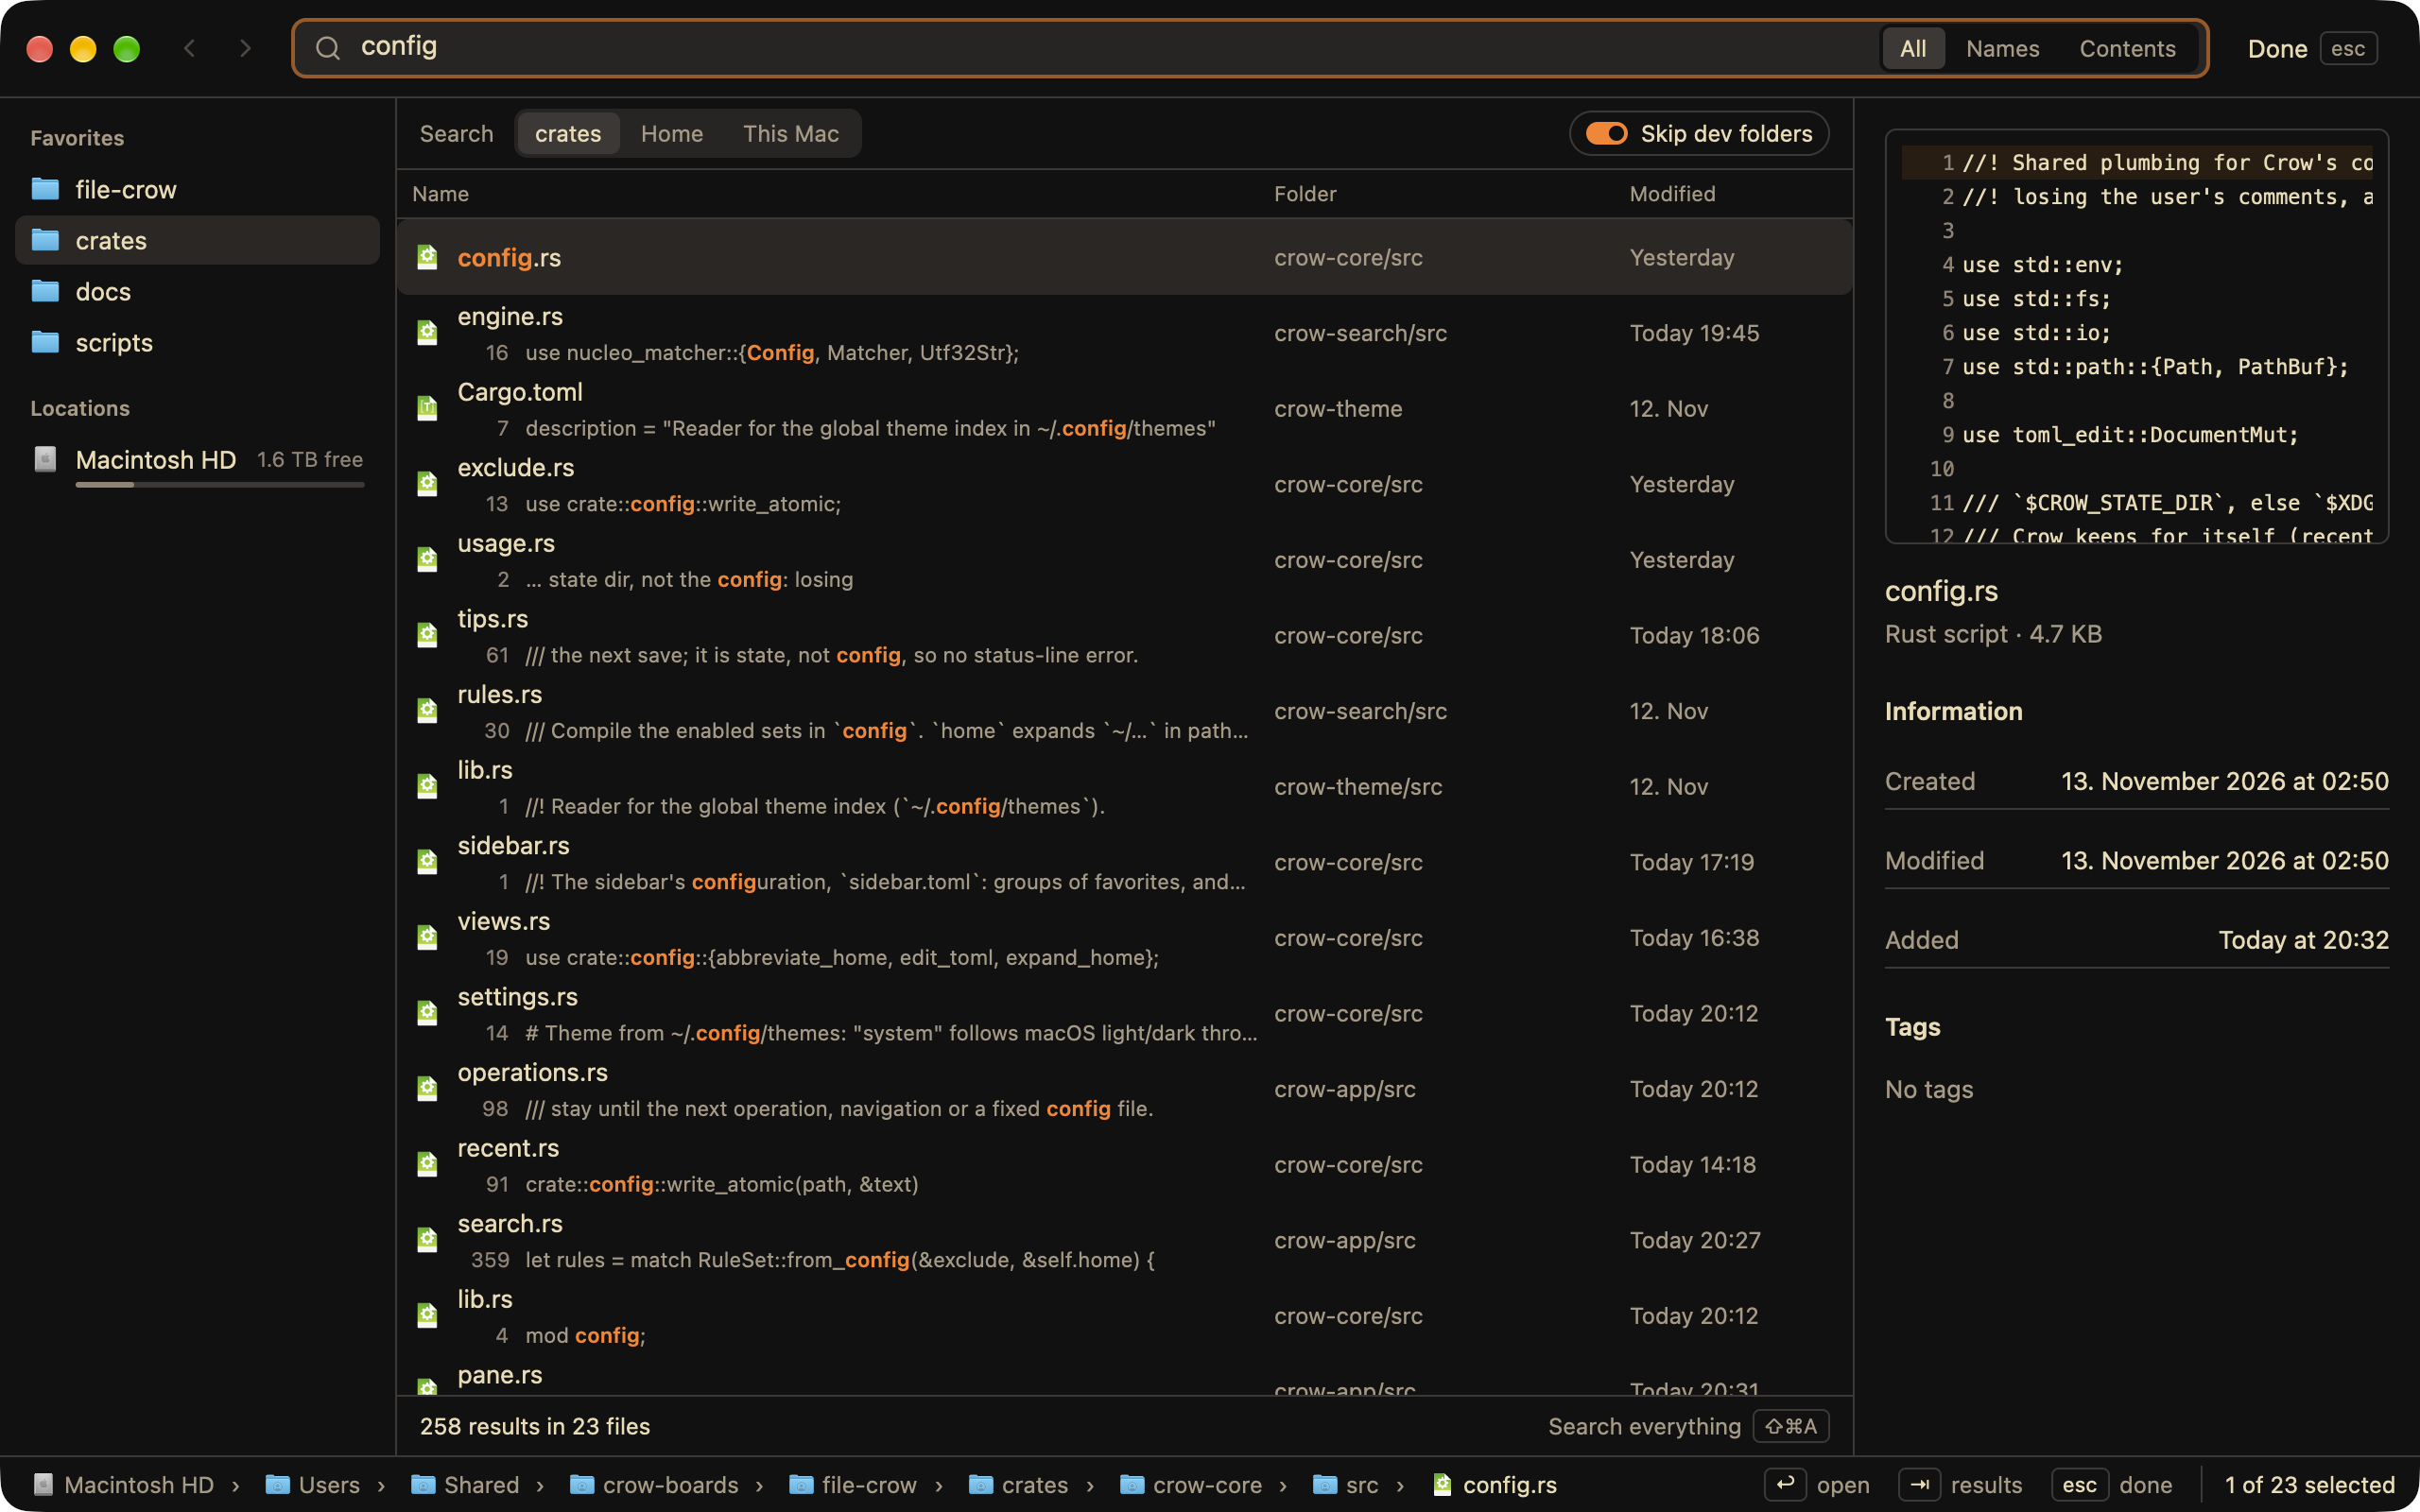 config
All Names Contents
Done esc
Favorites
file-crow
crates
docs
scripts
Locations
Macintosh HD 1.6 TB free
Search crates Home This Mac
Skip dev folders
Name Folder Modified
config.rs crow-core/src Yesterday
engine.rs
16 use nucleo_matcher::{Config, Matcher, Utf32Str};
crow-search/src Today 19:45
Cargo.toml
7 description = "Reader for the global theme index in ~/.config/themes"
crow-theme 12. Nov
exclude.rs
13 use crate::config::write_atomic;
crow-core/src Yesterday
usage.rs
2 ... state dir, not the config: losing
crow-core/src Yesterday
tips.rs
61 /// the next save; it is state, not config, so no status-line error.
crow-core/src Today 18:06
rules.rs
30 /// Compile the enabled sets in `config`. `home` expands `~/...` in path...
crow-search/src 12. Nov
lib.rs
1 //! Reader for the global theme index (`~/.config/themes`).
crow-theme/src 12. Nov
sidebar.rs
1 //! The sidebar's configuration, `sidebar.toml`: groups of favorites, and...
crow-core/src Today 17:19
views.rs
19 use crate::config::{abbreviate_home, edit_toml, expand_home};
crow-core/src Today 16:38
settings.rs
14 # Theme from ~/.config/themes: "system" follows macOS light/dark thro...
crow-core/src Today 20:12
operations.rs
98 /// stay until the next operation, navigation or a fixed config file.
crow-app/src Today 20:12
recent.rs
91 crate::config::write_atomic(path, &text)
crow-core/src Today 14:18
search.rs
359 let rules = match RuleSet::from_config(&exclude, &self.home) {
crow-app/src Today 20:27
lib.rs
4 mod config;
crow-core/src Today 20:12
pane.rs
crow-app/src Today 20:31
258 results in 23 files
Search everything ⇧⌘A
1 //! Shared plumbing for Crow's co
2 //! losing the user's comments, a
3
4 use std::env;
5 use std::fs;
6 use std::io;
7 use std::path::{Path, PathBuf};
8
9 use toml_edit::DocumentMut;
10
11 /// `$CROW_STATE_DIR`, else `$XDG
12 /// Crow keeps for itself (recent
config.rs
Rust script · 4.7 KB
Information
Created 13. November 2026 at 02:50
Modified 13. November 2026 at 02:50
Added Today at 20:32
Tags
No tags
Macintosh HD › Users › Shared › crow-boards › file-crow › crates › crow-core › src › config.rs
↩ open ⇥ results esc done 1 of 23 selected